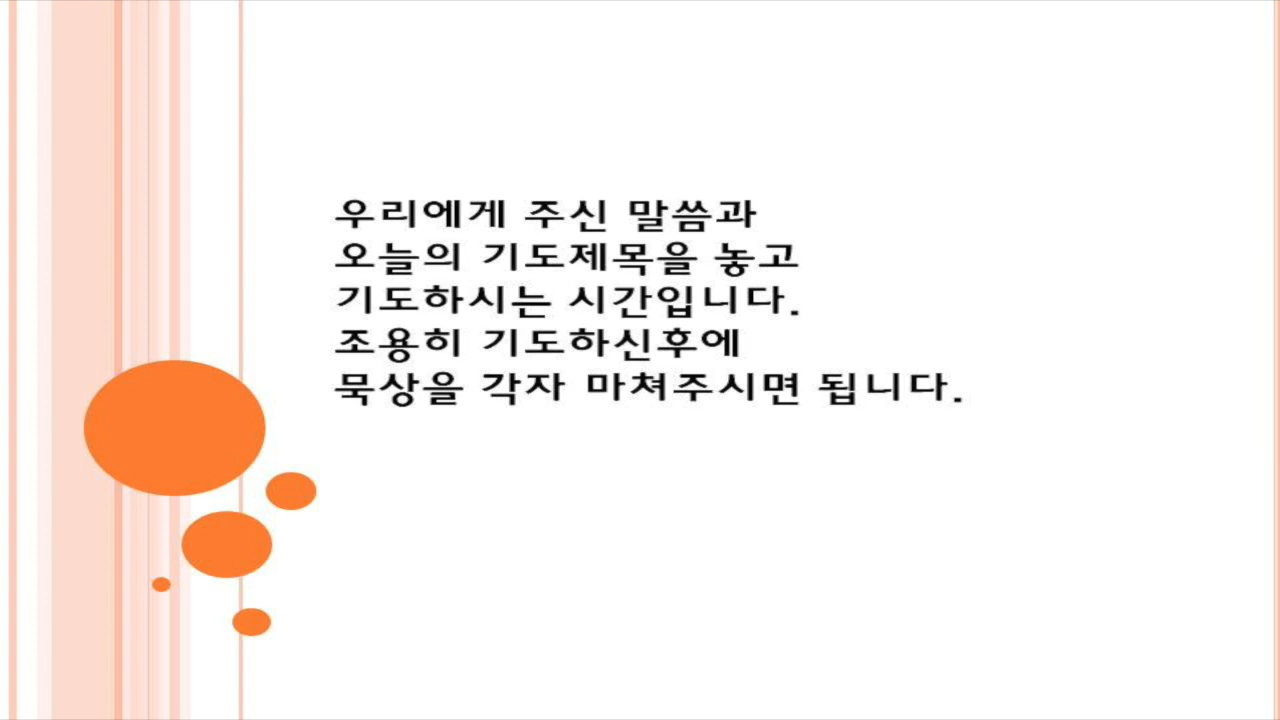 우리에게 주신 말씀과
오늘의 기도제목을 놓고
기도하시는 시간입니다.
조용히 기도하신후에
묵상을 각자 마쳐주시면 됩니다.